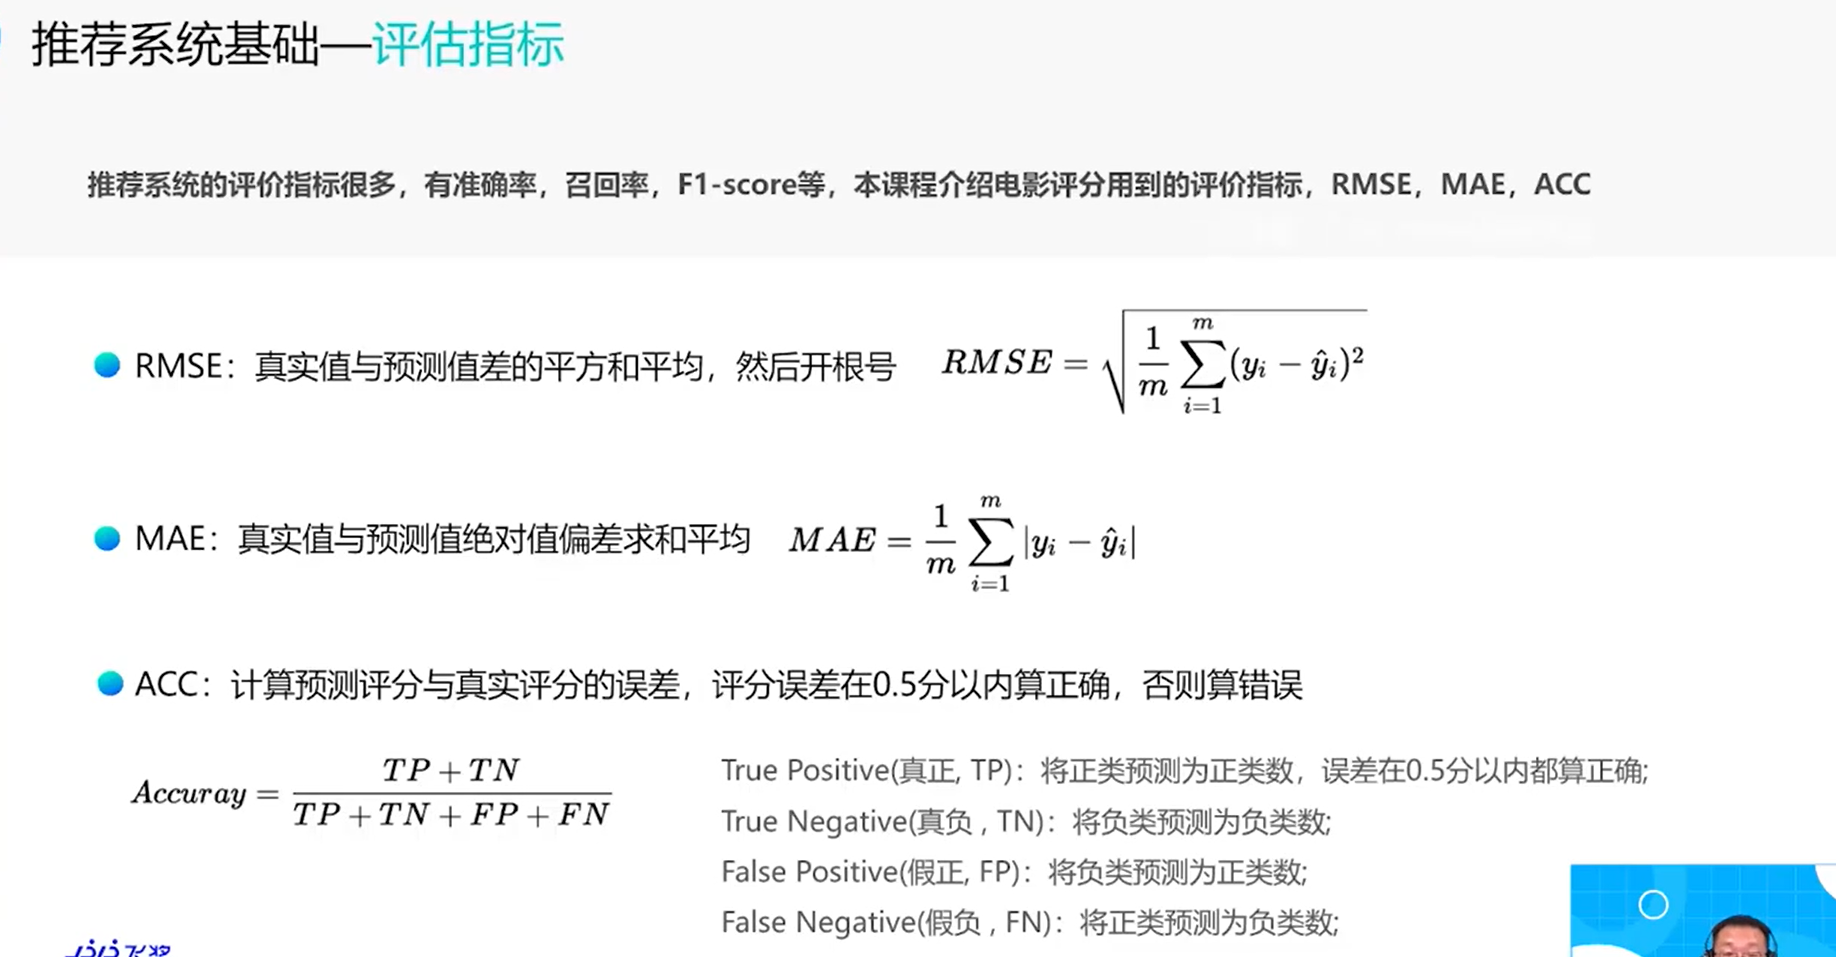 推荐系统基础—评估指标
推荐系统的评价指标很多，有准确率，召回率，F1-score等，本课程介绍电影评分用到的评价指标，RMSE，MAE，ACC
RMSE：真实值与预测值差的平方和平均，然后开根号 RMSE = √(1/m ∑_{i=1}^{m} (y_i − ŷ_i)²)
MAE：真实值与预测值绝对值偏差求和平均 MAE = 1/m ∑_{i=1}^{m} |y_i − ŷ_i|
ACC：计算预测评分与真实评分的误差，评分误差在0.5分以内算正确，否则算错误
Accuray = (TP + TN) / (TP + TN + FP + FN)
True Positive(真正, TP)：将正类预测为正类数，误差在0.5分以内都算正确;
True Negative(真负 , TN)：将负类预测为负类数;
False Positive(假正, FP)：将负类预测为正类数;
False Negative(假负 , FN)：将正类预测为负类数;
飞桨